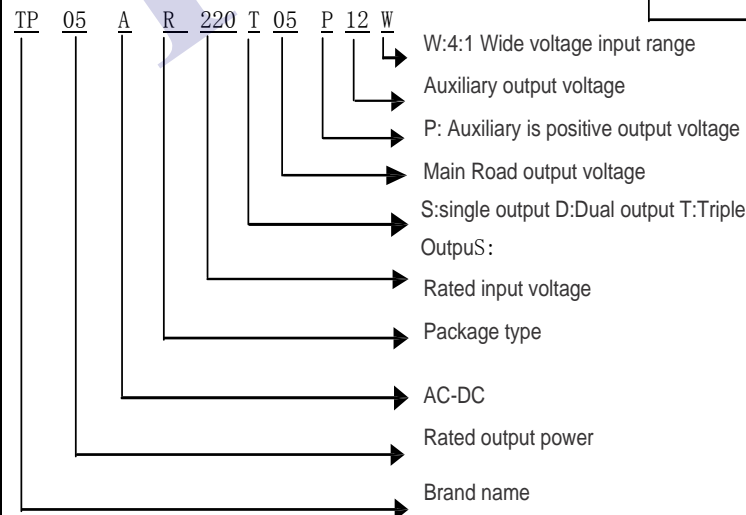 TP 05 A R 220 T 05 P 12 W
W:4:1 Wide voltage input range
Auxiliary output voltage
P: Auxiliary is positive output voltage
Main Road output voltage
S:single output D:Dual output T:Triple
OutpuS:
Rated input voltage
Package type
AC-DC
Rated output power
Brand name